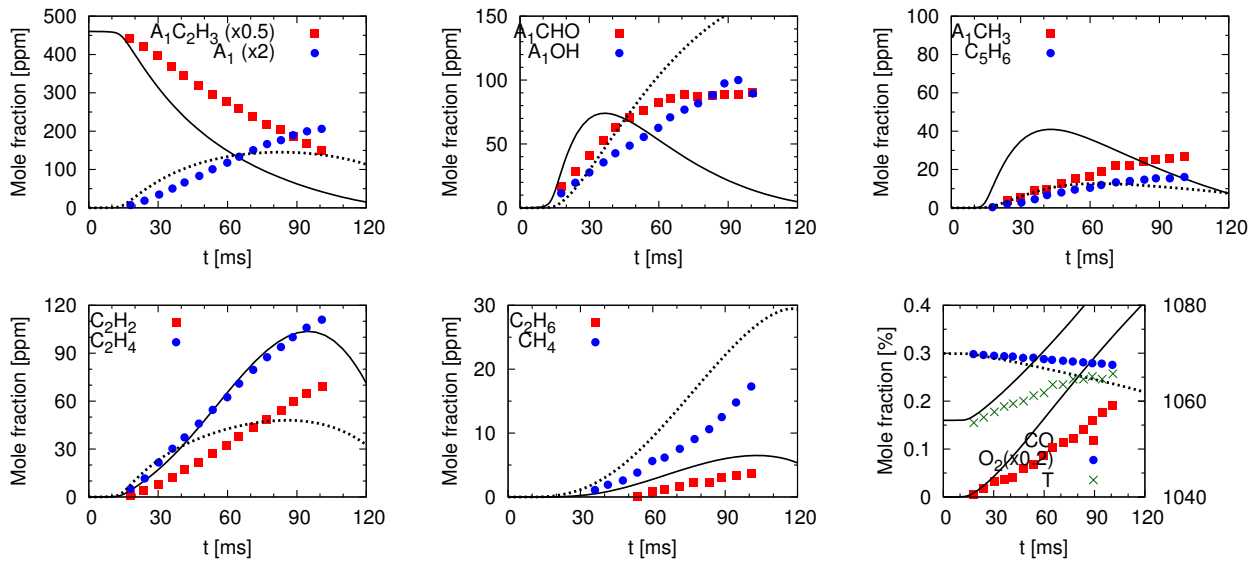 Mole fraction [ppm]
500
400
300
200
100
0
A₁C₂H₃ (x0.5)
A₁ (x2)
0 30 60 90 120
t [ms]
Mole fraction [ppm]
150
100
50
0
A₁CHO
A₁OH
0 30 60 90 120
t [ms]
Mole fraction [ppm]
100
80
60
40
20
0
A₁CH₃
C₅H₆
0 30 60 90 120
t [ms]
Mole fraction [ppm]
120
90
60
30
0
C₂H₂
C₂H₄
0 30 60 90 120
t [ms]
Mole fraction [ppm]
30
20
10
0
C₂H₆
CH₄
0 30 60 90 120
t [ms]
Mole fraction [%]
0.4
0.3
0.2
0.1
0
CO
O₂(x0.2)
T
1080
1060
1040
0 30 60 90 120
t [ms]